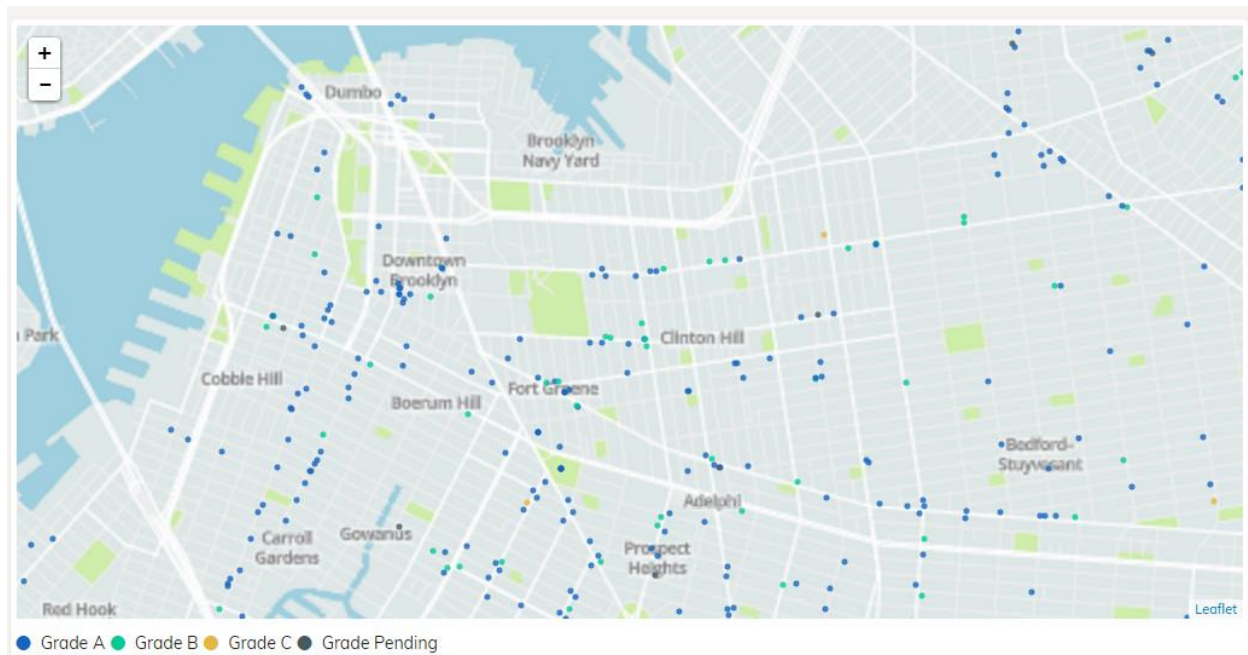 +
−
Dumbo
Brooklyn
Navy Yard
Downtown
Brooklyn
Park
Clinton Hill
Cobble Hill
Fort Greene
Boerum Hill
Bedford-
Stuyvesant
Adelphi
Gowanus
Carroll
Gardens
Prospect
Heights
Red Hook
Leaflet
Grade A Grade B Grade C Grade Pending